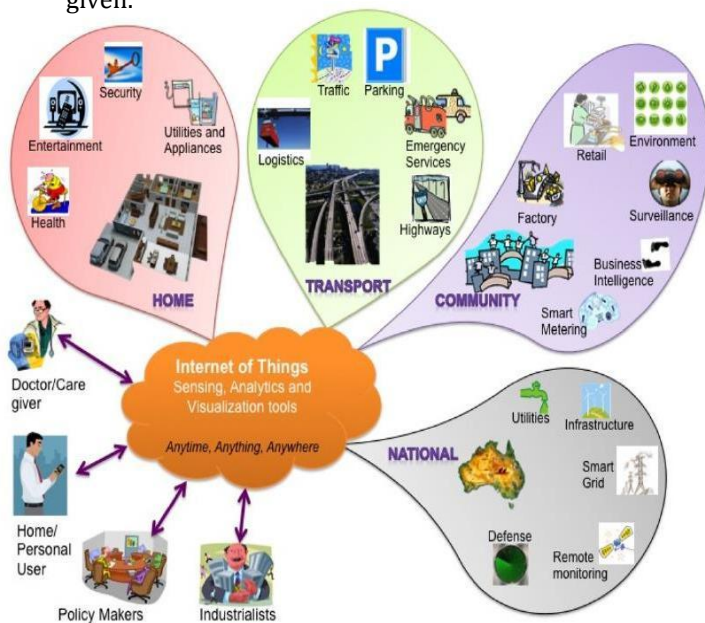 given.
Security
Entertainment
Utilities and
Appliances
Health
HOME
Traffic
Parking
P
Logistics
Emergency
Services
Highways
TRANSPORT
Retail
Environment
Factory
Surveillance
Business
Intelligence
COMMUNITY
Smart
Metering
Internet of Things
Sensing, Analytics and
Visualization tools
Anytime, Anything, Anywhere
Doctor/Care
giver
Home/
Personal
User
Policy Makers
Industrialists
NATIONAL
Utilities
Infrastructure
Smart
Grid
Defense
Remote
monitoring